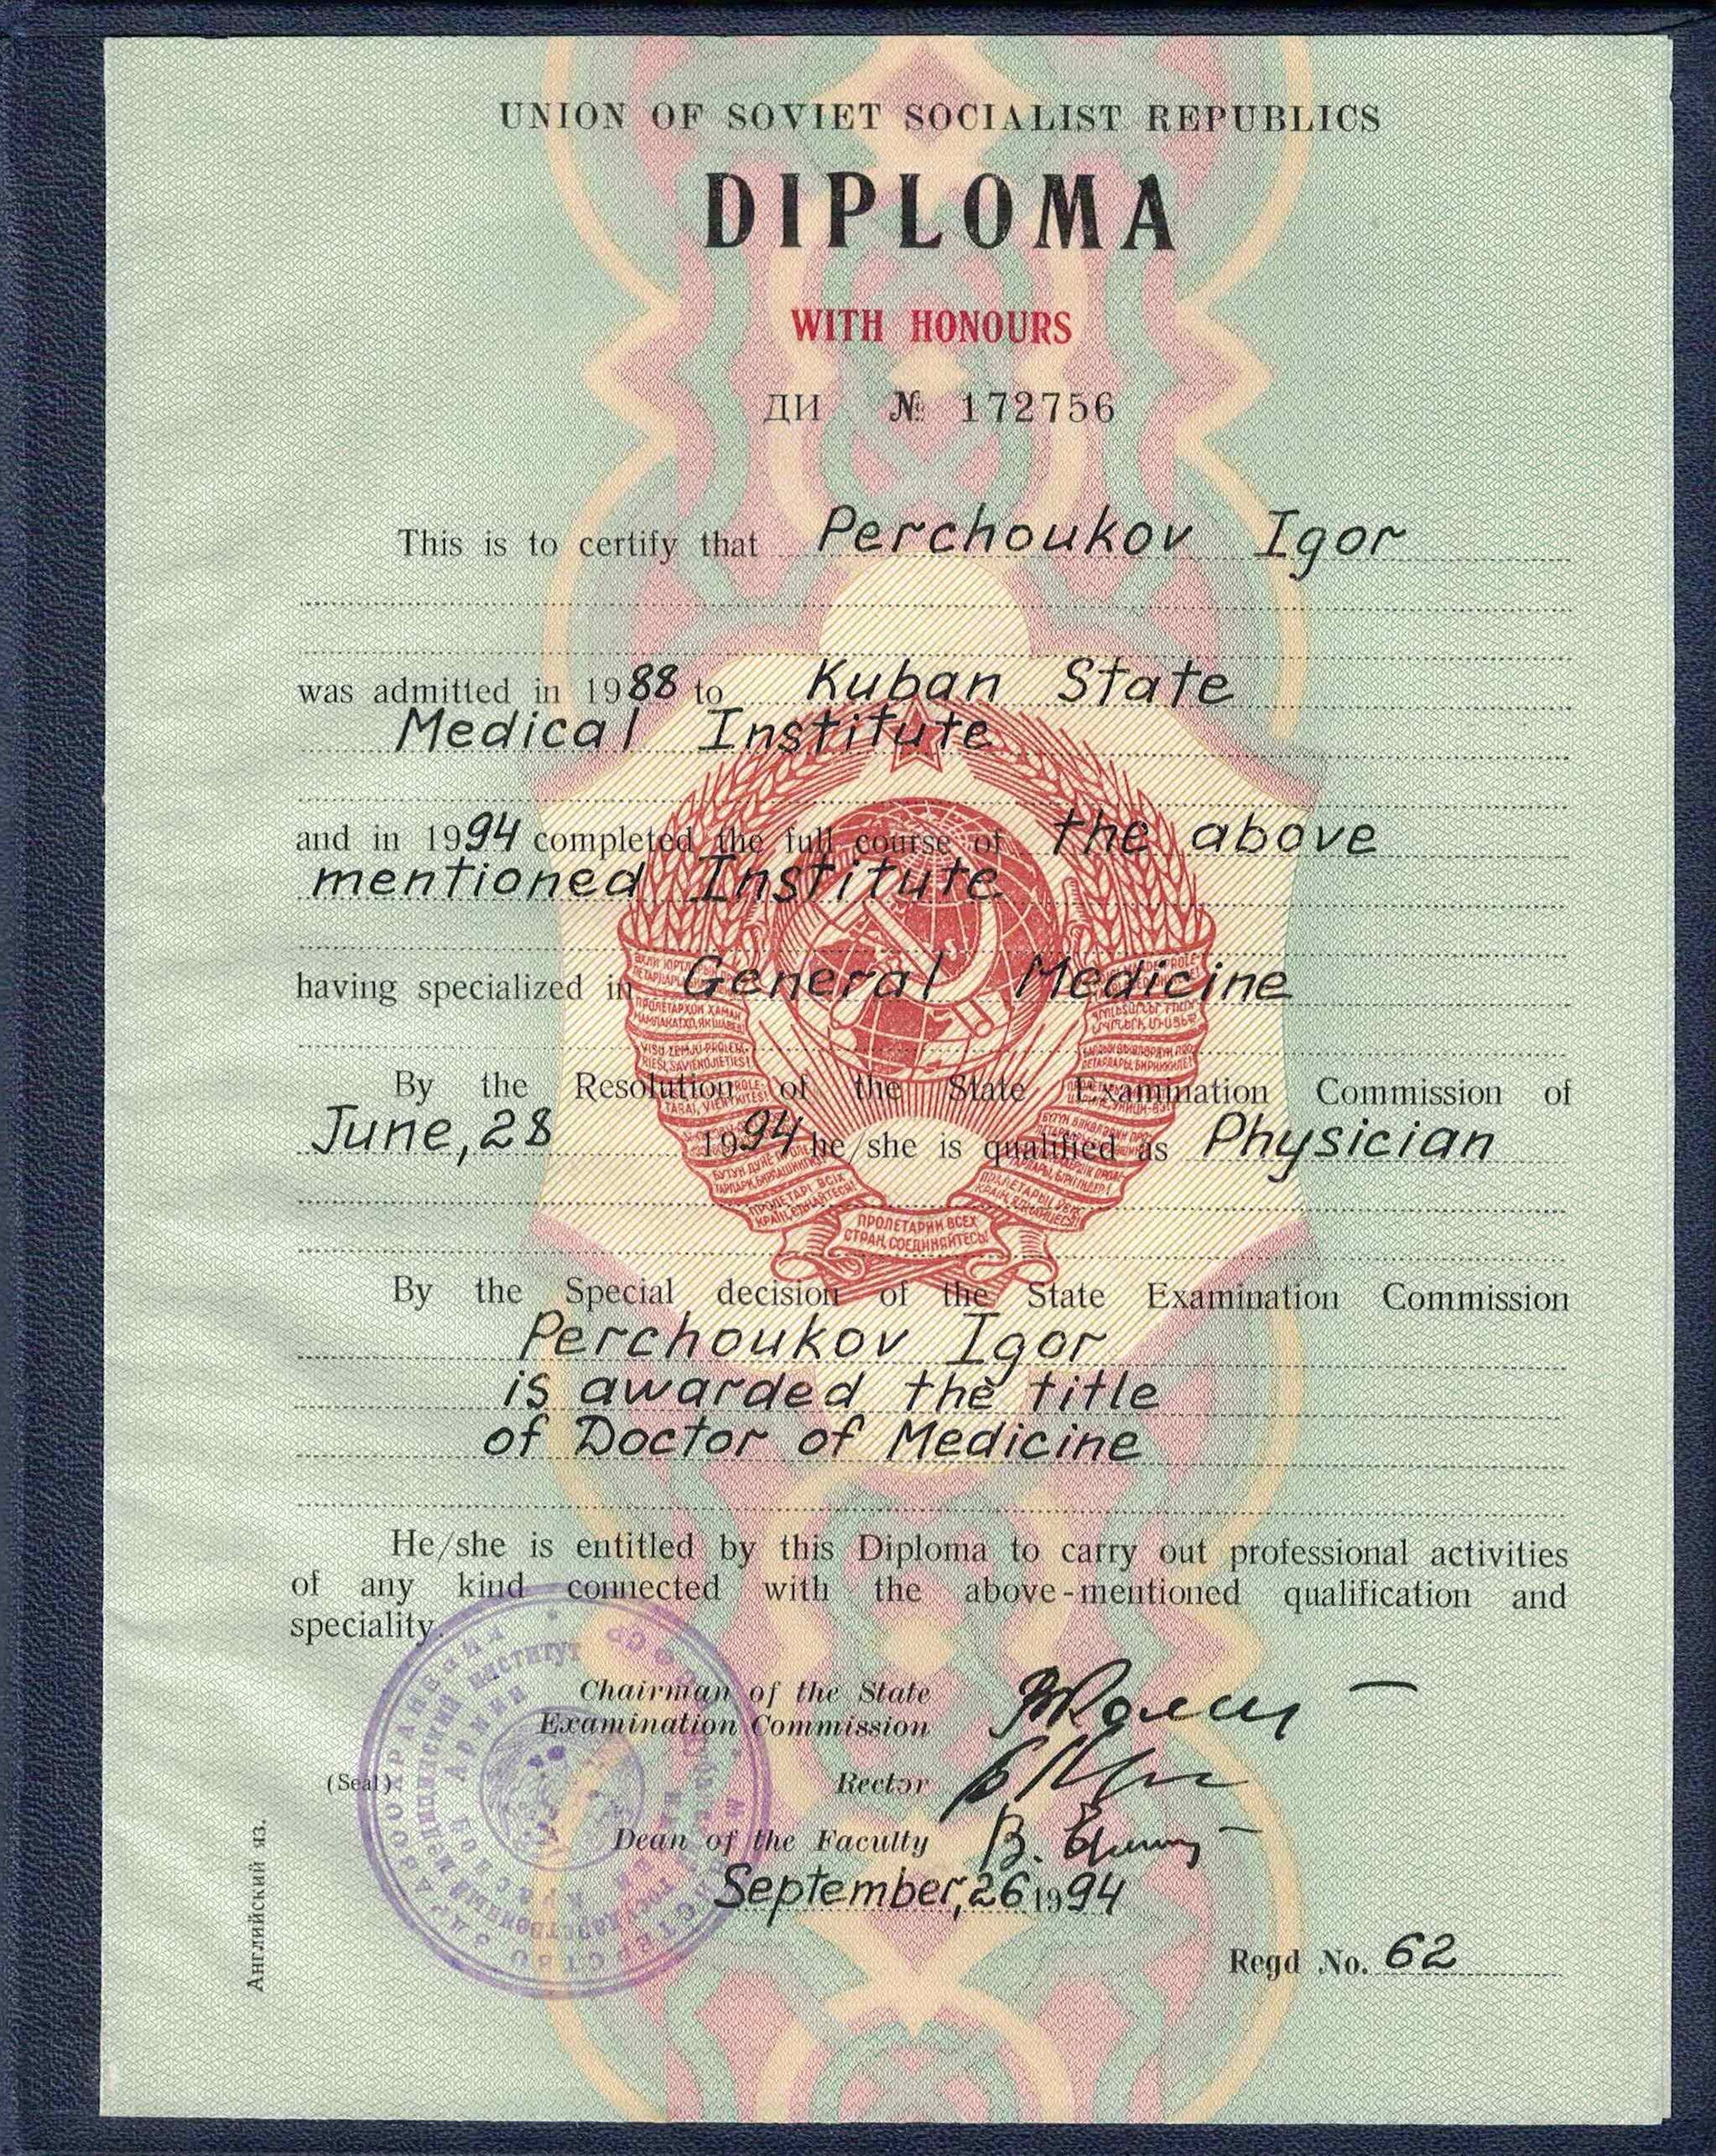 UNION OF SOVIET SOCIALIST REPUBLICS
DIPLOMA
WITH HONOURS
ДИ № 172756
This is to certify that Perchoukov Igor
was admitted in 1988 to Kuban State
Medical Institute
and in 1994 completed the full course of the above
mentioned Institute
having specialized in General Medicine
By the Resolution of the State Examination Commission of
June, 28 1994 he/she is qualified as Physician
ПРОЛЕТАРИИ ВСЕХ
СТРАН, СОЕДИНЯЙТЕСЬ!
By the Special decision of the State Examination Commission
Perchoukov Igor
is awarded the title
of Doctor of Medicine
He/she is entitled by this Diploma to carry out professional activities
of any kind connected with the above-mentioned qualification and
speciality.
Chairman of the State
Examination Commission
(Seal)
Rector
Dean of the Faculty
September, 26 1994
Regd No. 62
Английский яз.